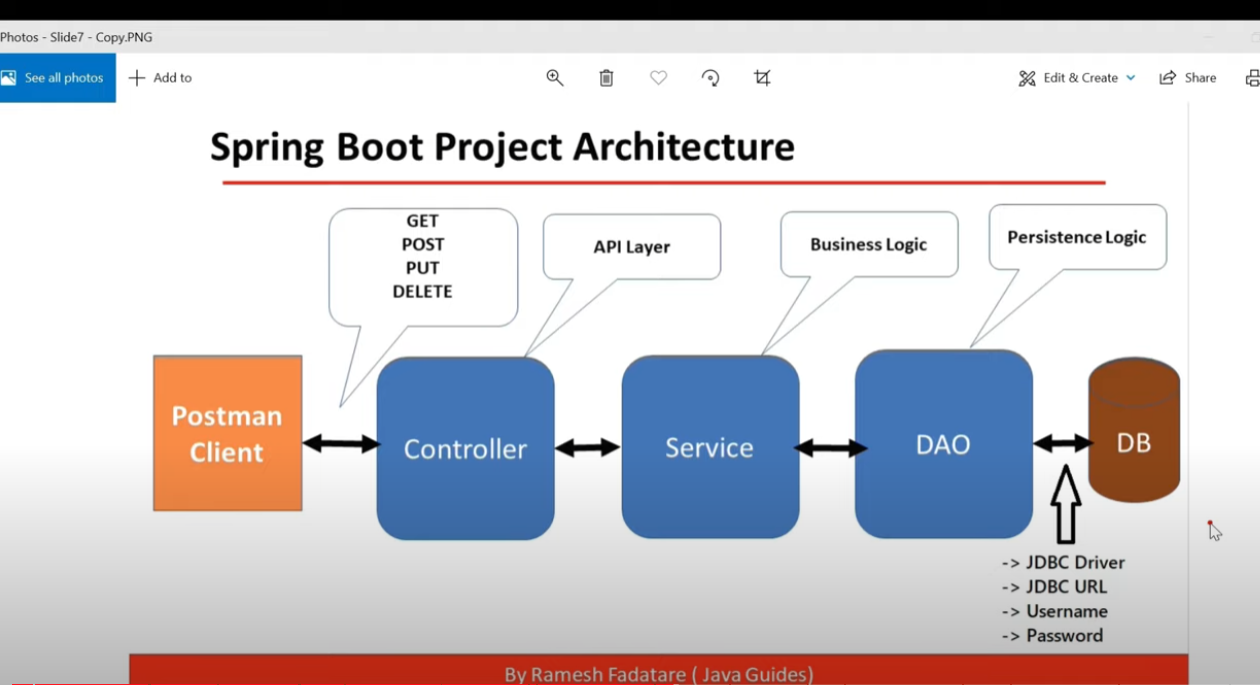 Photos - Slide7 - Copy.PNG
See all photos
Add to
Edit & Create
Share
Spring Boot Project Architecture
GET
POST
PUT
DELETE
API Layer
Business Logic
Persistence Logic
Postman
Client
Controller
Service
DAO
DB
-> JDBC Driver
-> JDBC URL
-> Username
-> Password
By Ramesh Fadatare ( Java Guides)